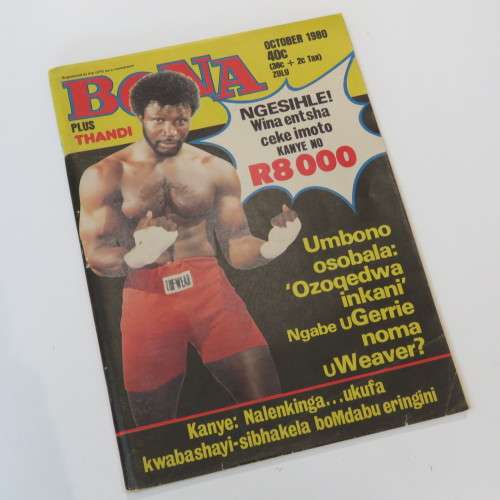 BONA
PLUS
THANDI
OCTOBER 1980
40c
(38c + 2c Tax)
ZULU
NGESIHLE!
Wina entsha
ceke imoto
KANYE NO
R8 000
Umbono
osobala:
'Ozoqedwa
inkani'
Ngabe uGerrie
noma
uWeaver?
Kanye: Nalenkinga...ukufa
kwabashayi-sibhakela boMdabu eringini